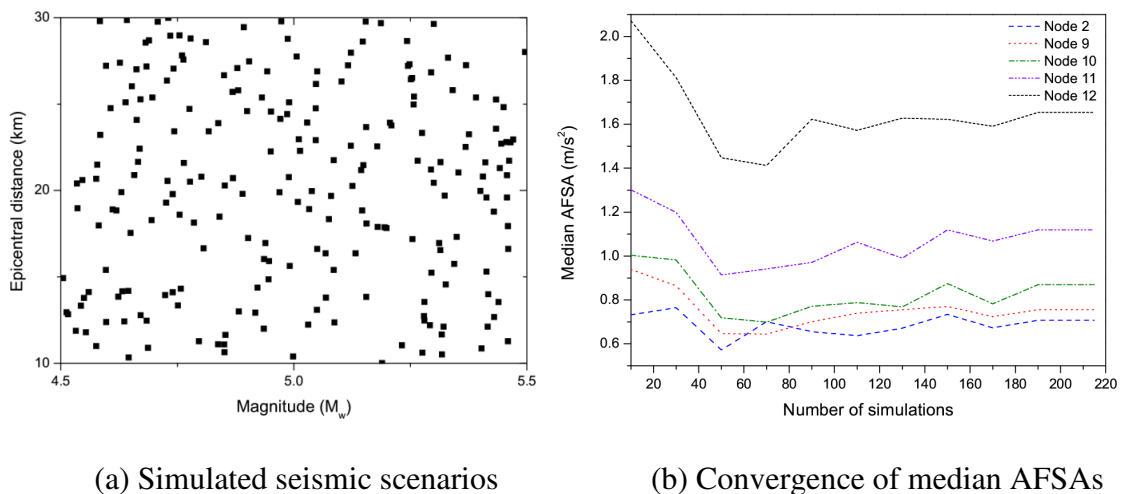 30
20
10
4.5 5.0 5.5
Epicentral distance (km)
Magnitude (Mw)
(a) Simulated seismic scenarios
2.0
1.8
1.6
1.4
1.2
1.0
0.8
0.6
20 40 60 80 100 120 140 160 180 200 220
Median AFSA (m/s²)
Number of simulations
Node 2
Node 9
Node 10
Node 11
Node 12
(b) Convergence of median AFSAs